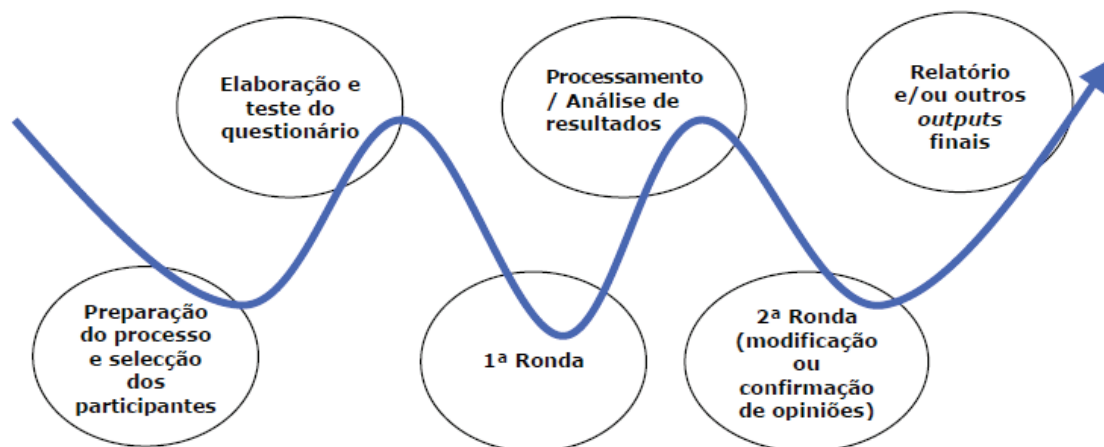 Preparação
do processo
e selecção
dos
participantes
Elaboração e
teste do
questionário
1ª Ronda
Processamento
/ Análise de
resultados
2ª Ronda
(modificação
ou
confirmação
de opiniões)
Relatório
e/ou outros
outputs
finais